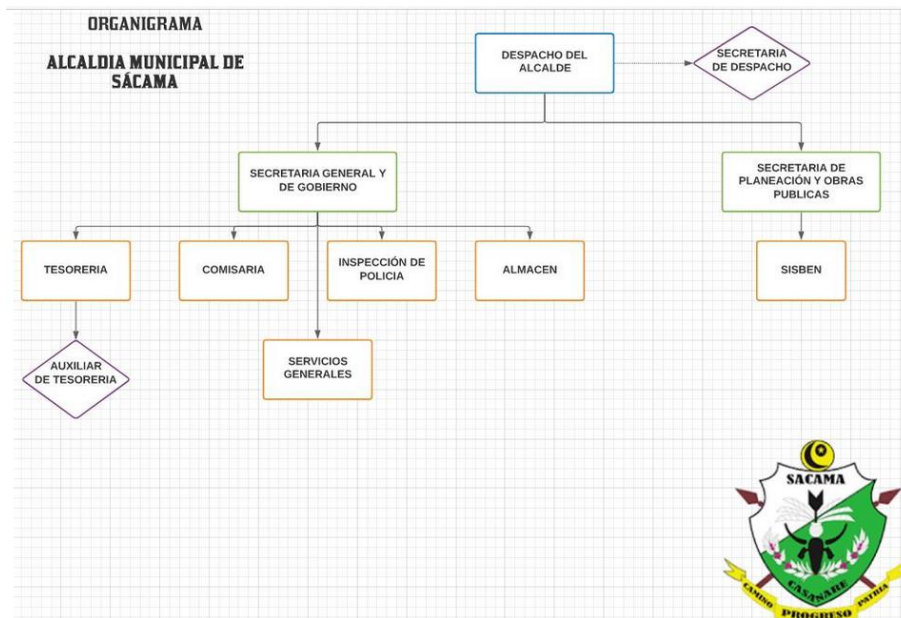 ORGANIGRAMA
ALCALDIA MUNICIPAL DE
SÁCAMA
DESPACHO DEL
ALCALDE
SECRETARIA
DE DESPACHO
SECRETARIA GENERAL Y
DE GOBIERNO
SECRETARIA DE
PLANEACIÓN Y OBRAS
PUBLICAS
TESORERIA
COMISARIA
INSPECCIÓN DE
POLICIA
ALMACEN
SISBEN
AUXILIAR
DE TESORERIA
SERVICIOS
GENERALES
SACAMA
CASANARE
CAMINO PROGRESO PATRIA